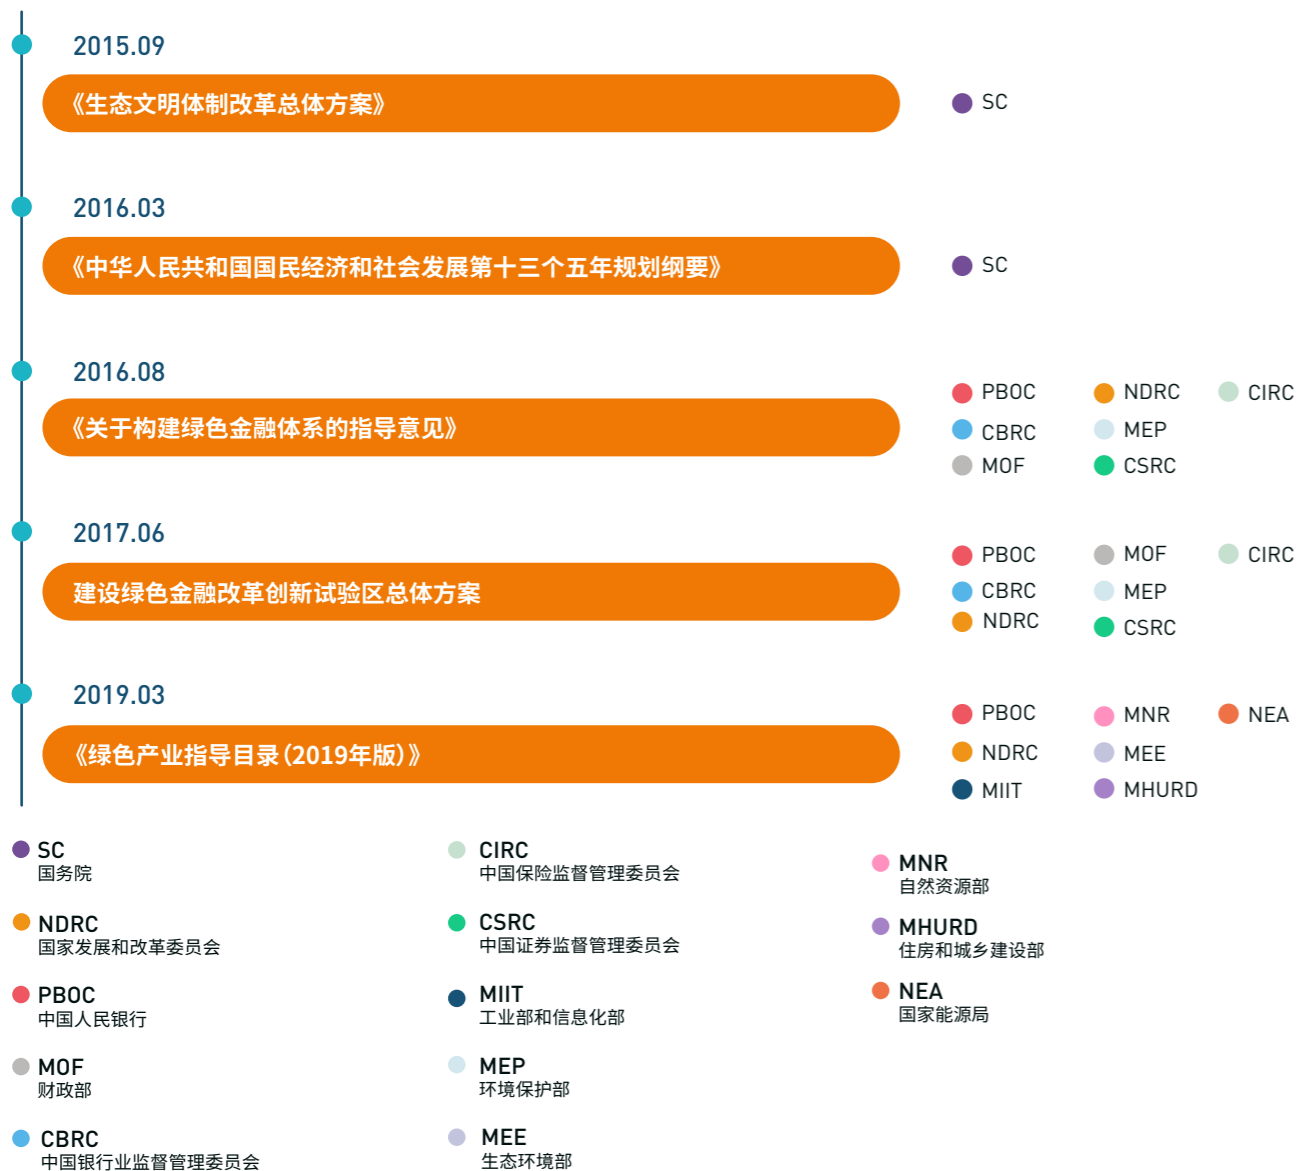 2015.09
《生态文明体制改革总体方案》
SC
2016.03
《中华人民共和国国民经济和社会发展第十三个五年规划纲要》
SC
2016.08
《关于构建绿色金融体系的指导意见》
PBOC NDRC CIRC
CBRC MEP
MOF CSRC
2017.06
建设绿色金融改革创新试验区总体方案
PBOC MOF CIRC
CBRC MEP
NDRC CSRC
2019.03
《绿色产业指导目录(2019年版)》
PBOC MNR NEA
NDRC MEE
MIIT MHURD
SC
国务院
NDRC
国家发展和改革委员会
PBOC
中国人民银行
MOF
财政部
CBRC
中国银行业监督管理委员会
CIRC
中国保险监督管理委员会
CSRC
中国证券监督管理委员会
MIIT
工业部和信息化部
MEP
环境保护部
MEE
生态环境部
MNR
自然资源部
MHURD
住房和城乡建设部
NEA
国家能源局